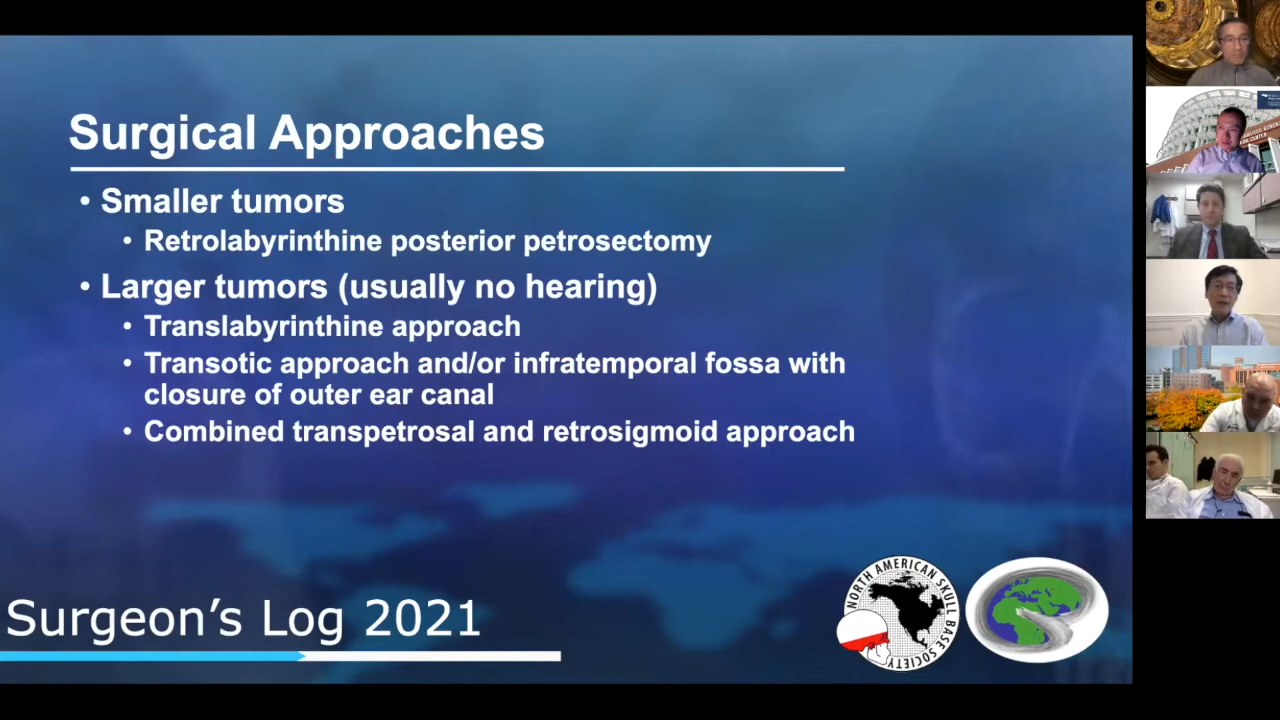 Surgical Approaches
• Smaller tumors
• Retrolabyrinthine posterior petrosectomy
• Larger tumors (usually no hearing)
• Translabyrinthine approach
• Transotic approach and/or infratemporal fossa with
closure of outer ear canal
• Combined transpetrosal and retrosigmoid approach
Surgeon’s Log 2021
NORTH AMERICAN SKULL BASE SOCIETY